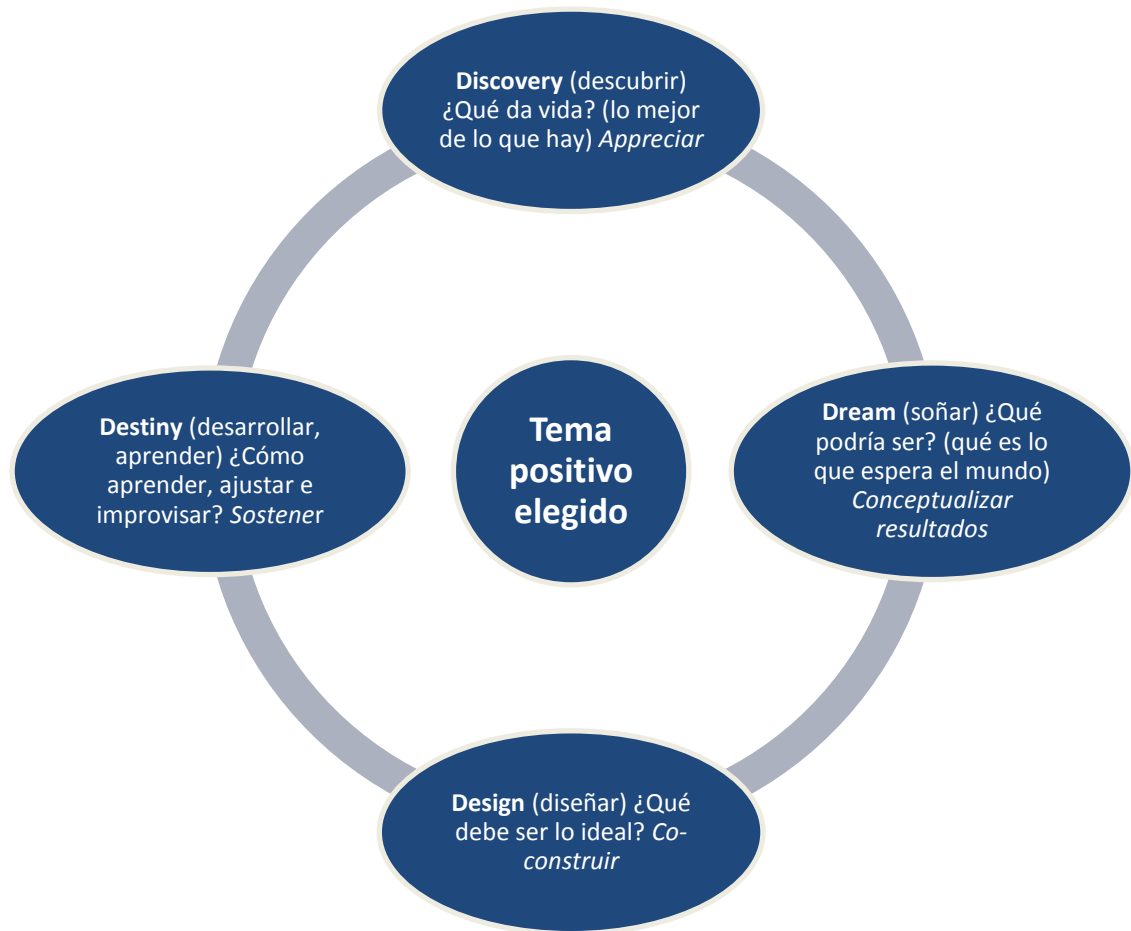 Discovery (descubrir)
¿Qué da vida? (lo mejor
de lo que hay) Appreciar
Dream (soñar) ¿Qué
podría ser? (qué es lo
que espera el mundo)
Conceptualizar
resultados
Design (diseñar) ¿Qué
debe ser lo ideal? Co-
construir
Destiny (desarrollar,
aprender) ¿Cómo
aprender, ajustar e
improvisar? Sostener
Tema
positivo
elegido